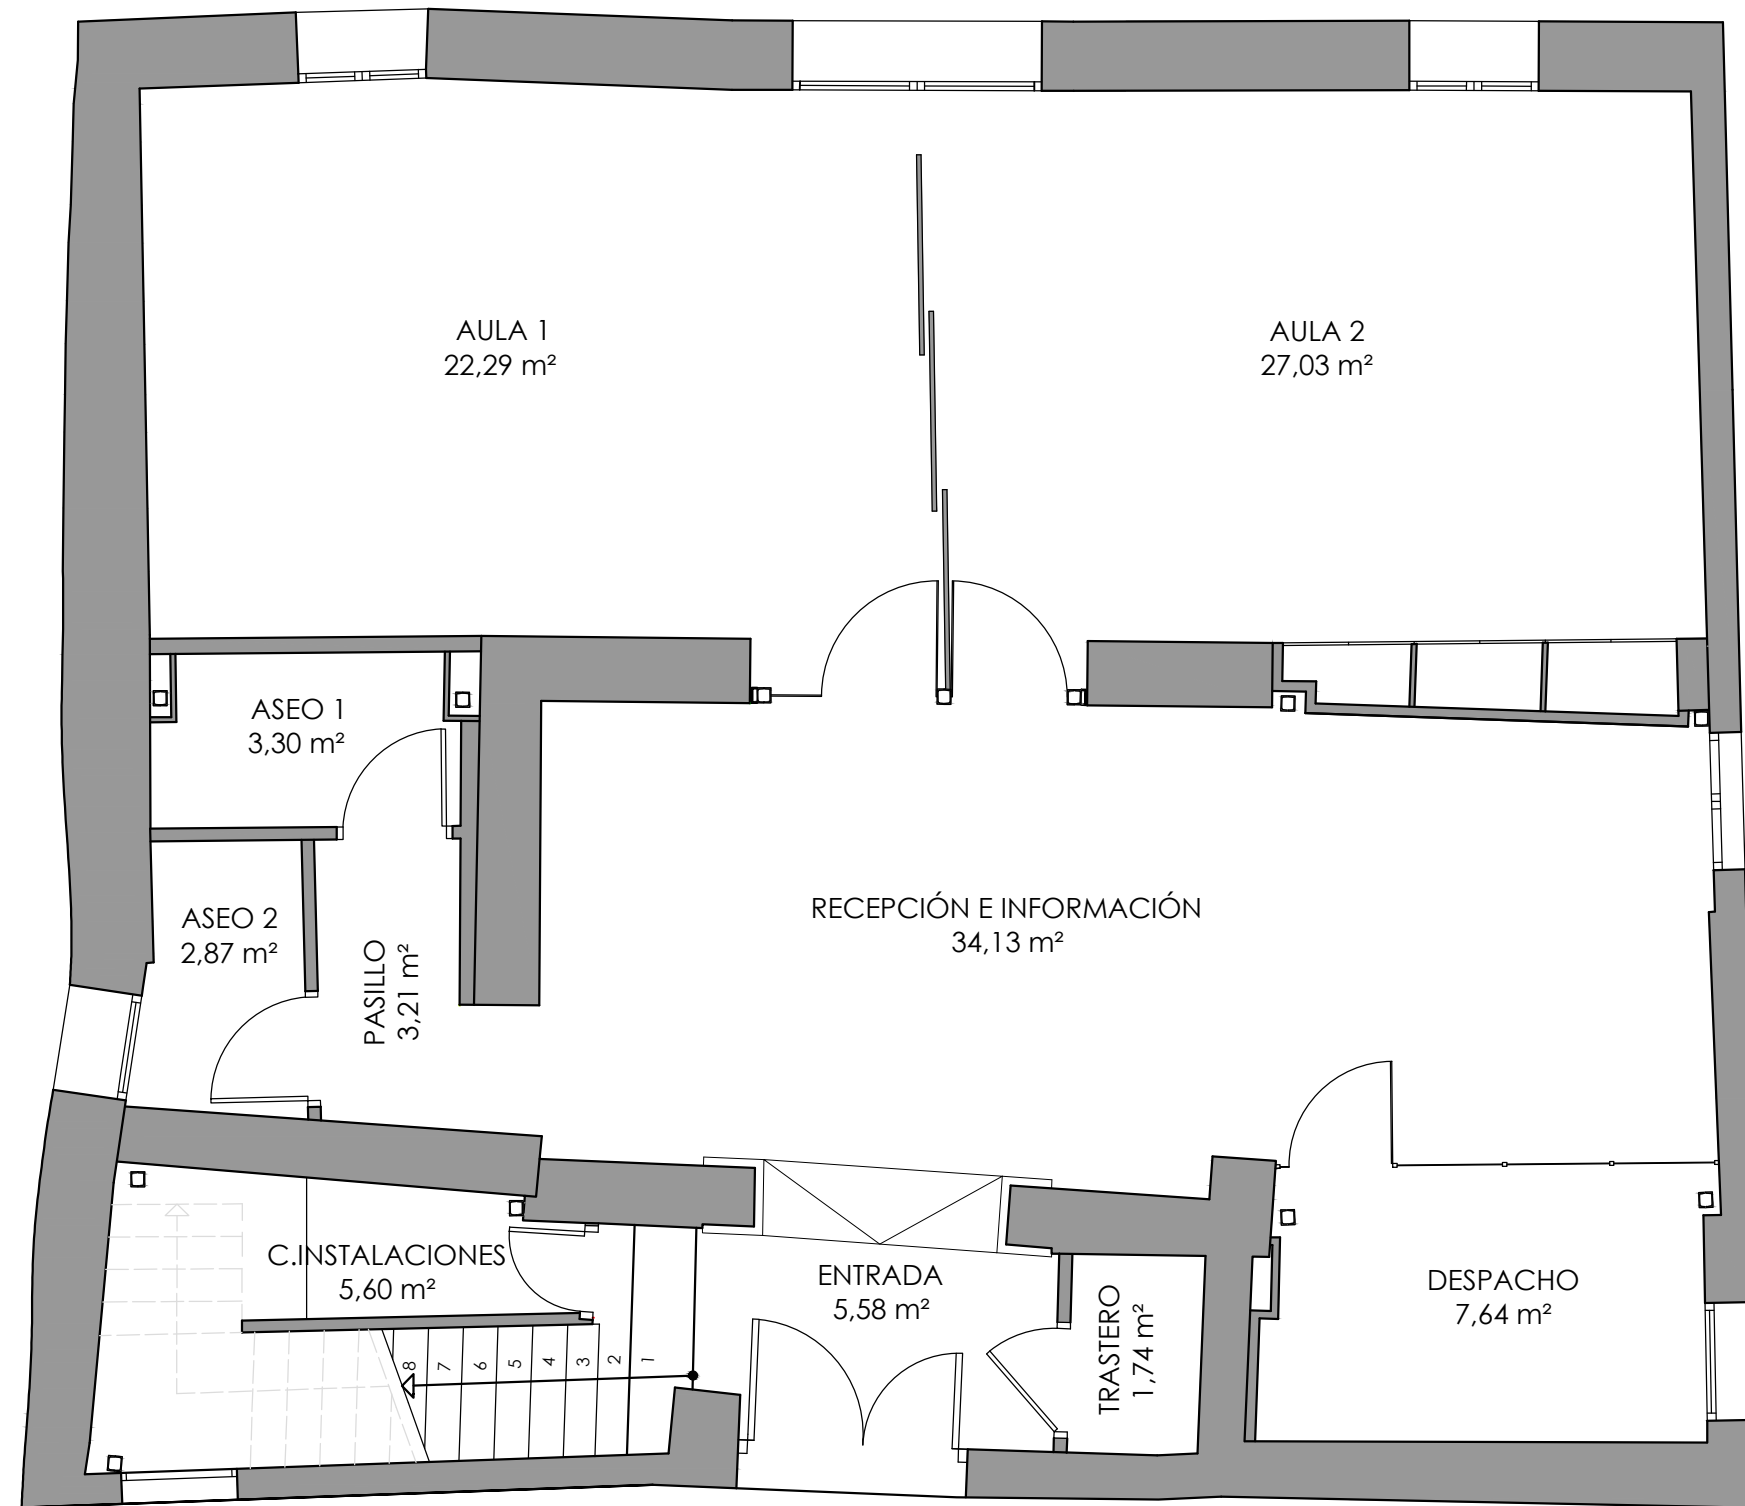 AULA 1
22,29 m²
AULA 2
27,03 m²
ASEO 1
3,30 m²
ASEO 2
2,87 m²
PASILLO
3,21 m²
RECEPCIÓN E INFORMACIÓN
34,13 m²
C.INSTALACIONES
5,60 m²
ENTRADA
5,58 m²
TRASTERO
1,74 m²
DESPACHO
7,64 m²
8 7 6 5 4 3 2 1